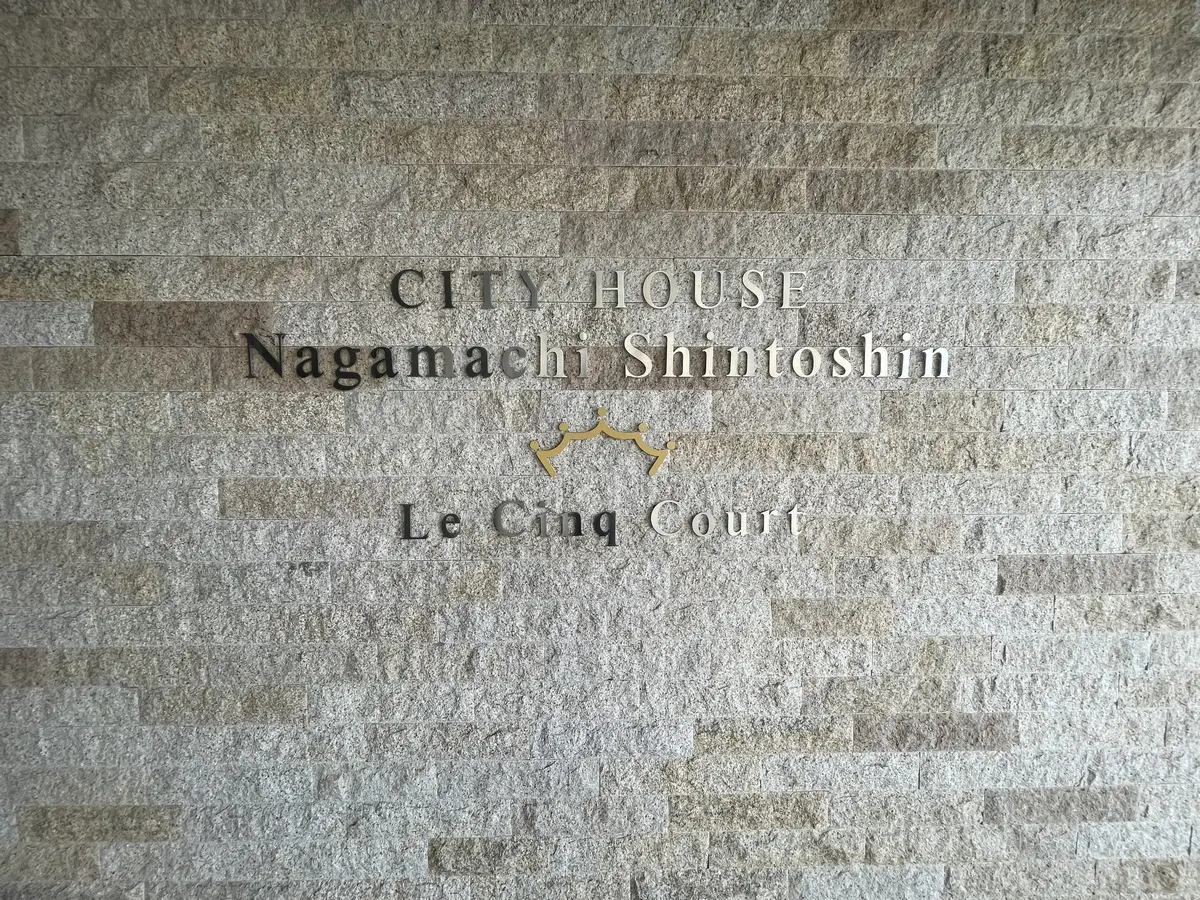 CITY HOUSE
Nagamachi Shintoshin
Le Cinq Court